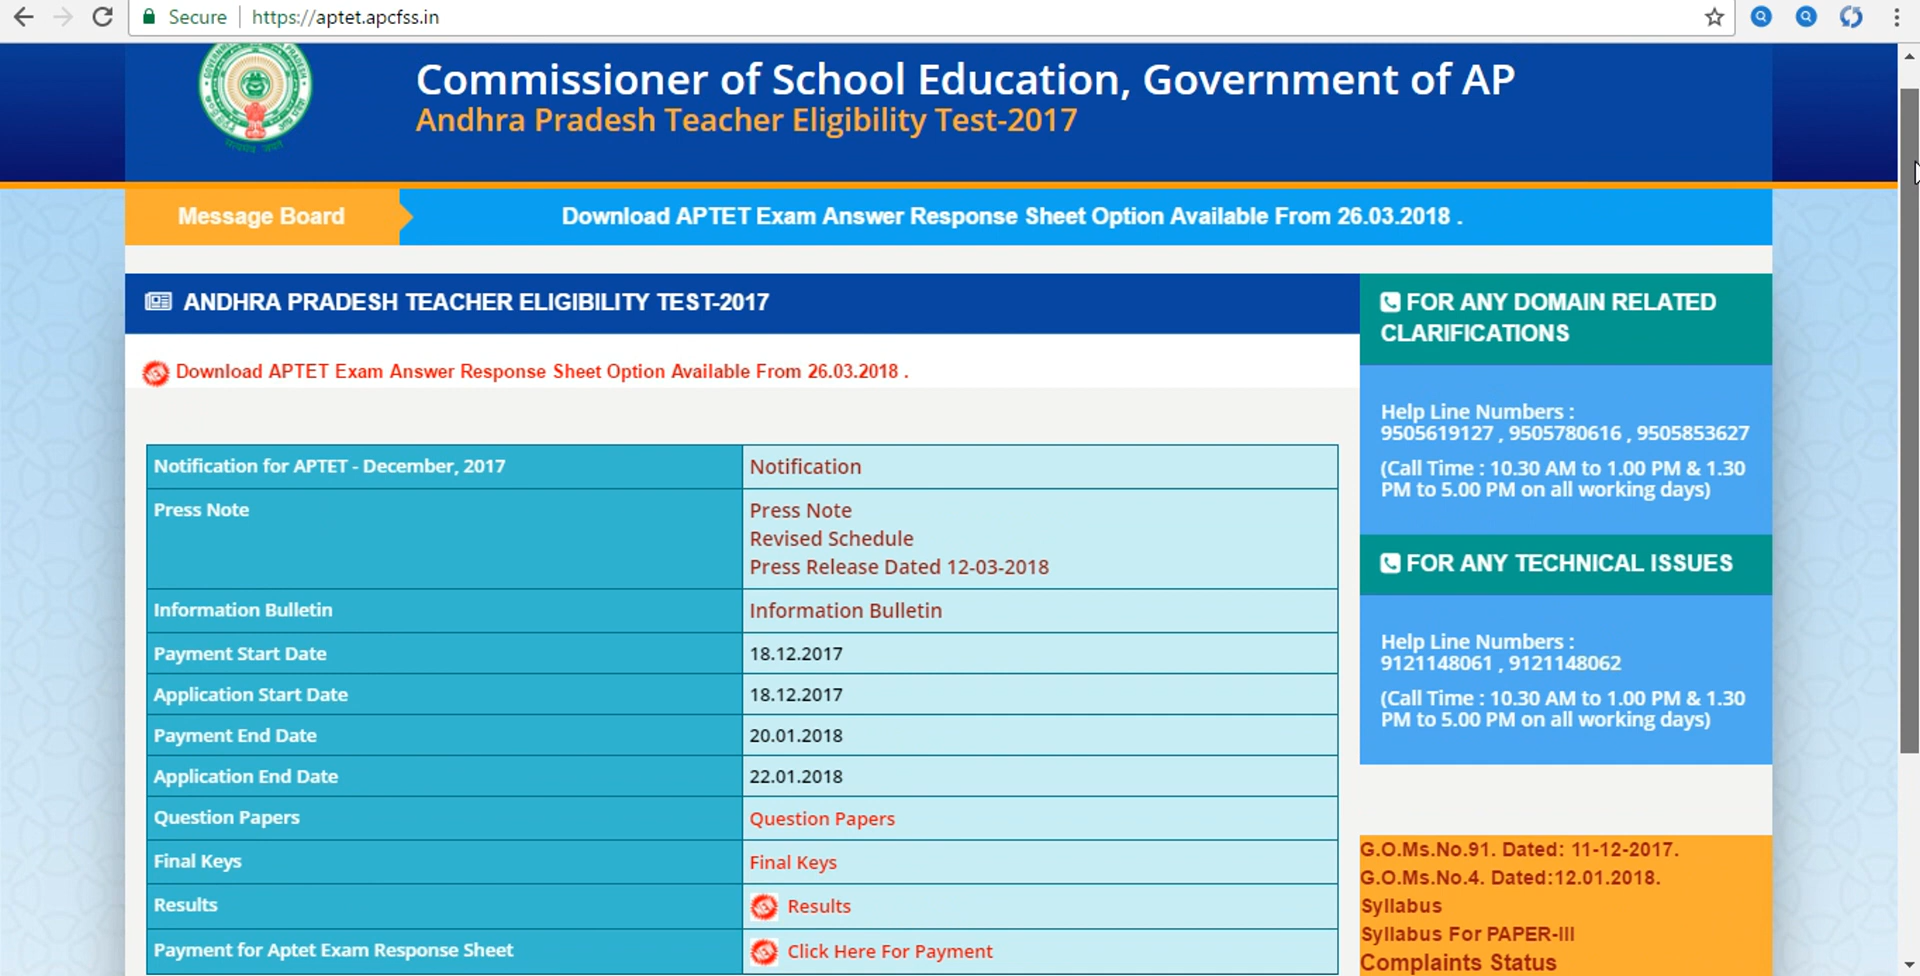 Secure
https://aptet.apcfss.in
Commissioner of School Education, Government of AP
Andhra Pradesh Teacher Eligibility Test-2017
Message Board
Download APTET Exam Answer Response Sheet Option Available From 26.03.2018 .
ANDHRA PRADESH TEACHER ELIGIBILITY TEST-2017
Download APTET Exam Answer Response Sheet Option Available From 26.03.2018 .
Notification for APTET - December, 2017
Notification
Press Note
Press Note
Revised Schedule
Press Release Dated 12-03-2018
Information Bulletin
Information Bulletin
Payment Start Date
18.12.2017
Application Start Date
18.12.2017
Payment End Date
20.01.2018
Application End Date
22.01.2018
Question Papers
Question Papers
Final Keys
Final Keys
Results
Results
Payment for Aptet Exam Response Sheet
Click Here For Payment
FOR ANY DOMAIN RELATED
CLARIFICATIONS
Help Line Numbers :
9505619127 , 9505780616 , 9505853627
(Call Time : 10.30 AM to 1.00 PM & 1.30
PM to 5.00 PM on all working days)
FOR ANY TECHNICAL ISSUES
Help Line Numbers :
9121148061 , 9121148062
(Call Time : 10.30 AM to 1.00 PM & 1.30
PM to 5.00 PM on all working days)
G.O.Ms.No.91. Dated: 11-12-2017.
G.O.Ms.No.4. Dated:12.01.2018.
Syllabus
Syllabus For PAPER-III
Complaints Status